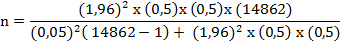 n = (1,96)² x (0,5)x (0,5)x (14862)
(0,05)²( 14862 − 1) + (1,96)² x (0,5) x (0,5)